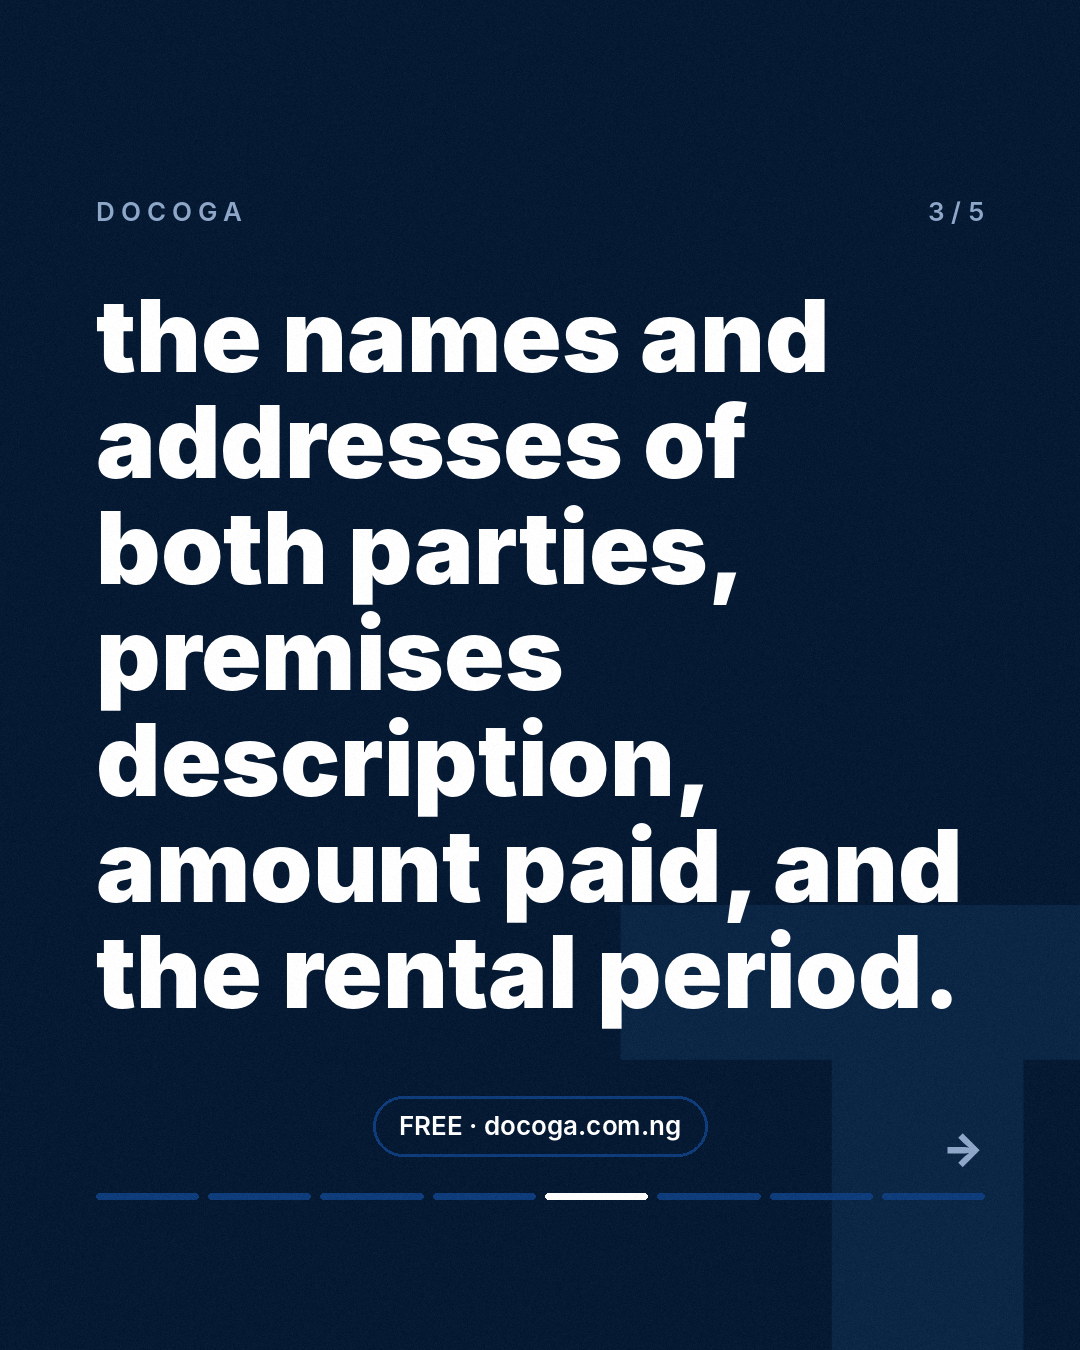 DOCOGA
3/5
the names and
addresses of
both parties,
premises
description,
amount paid, and
the rental period.
FREE · docoga.com.ng
T